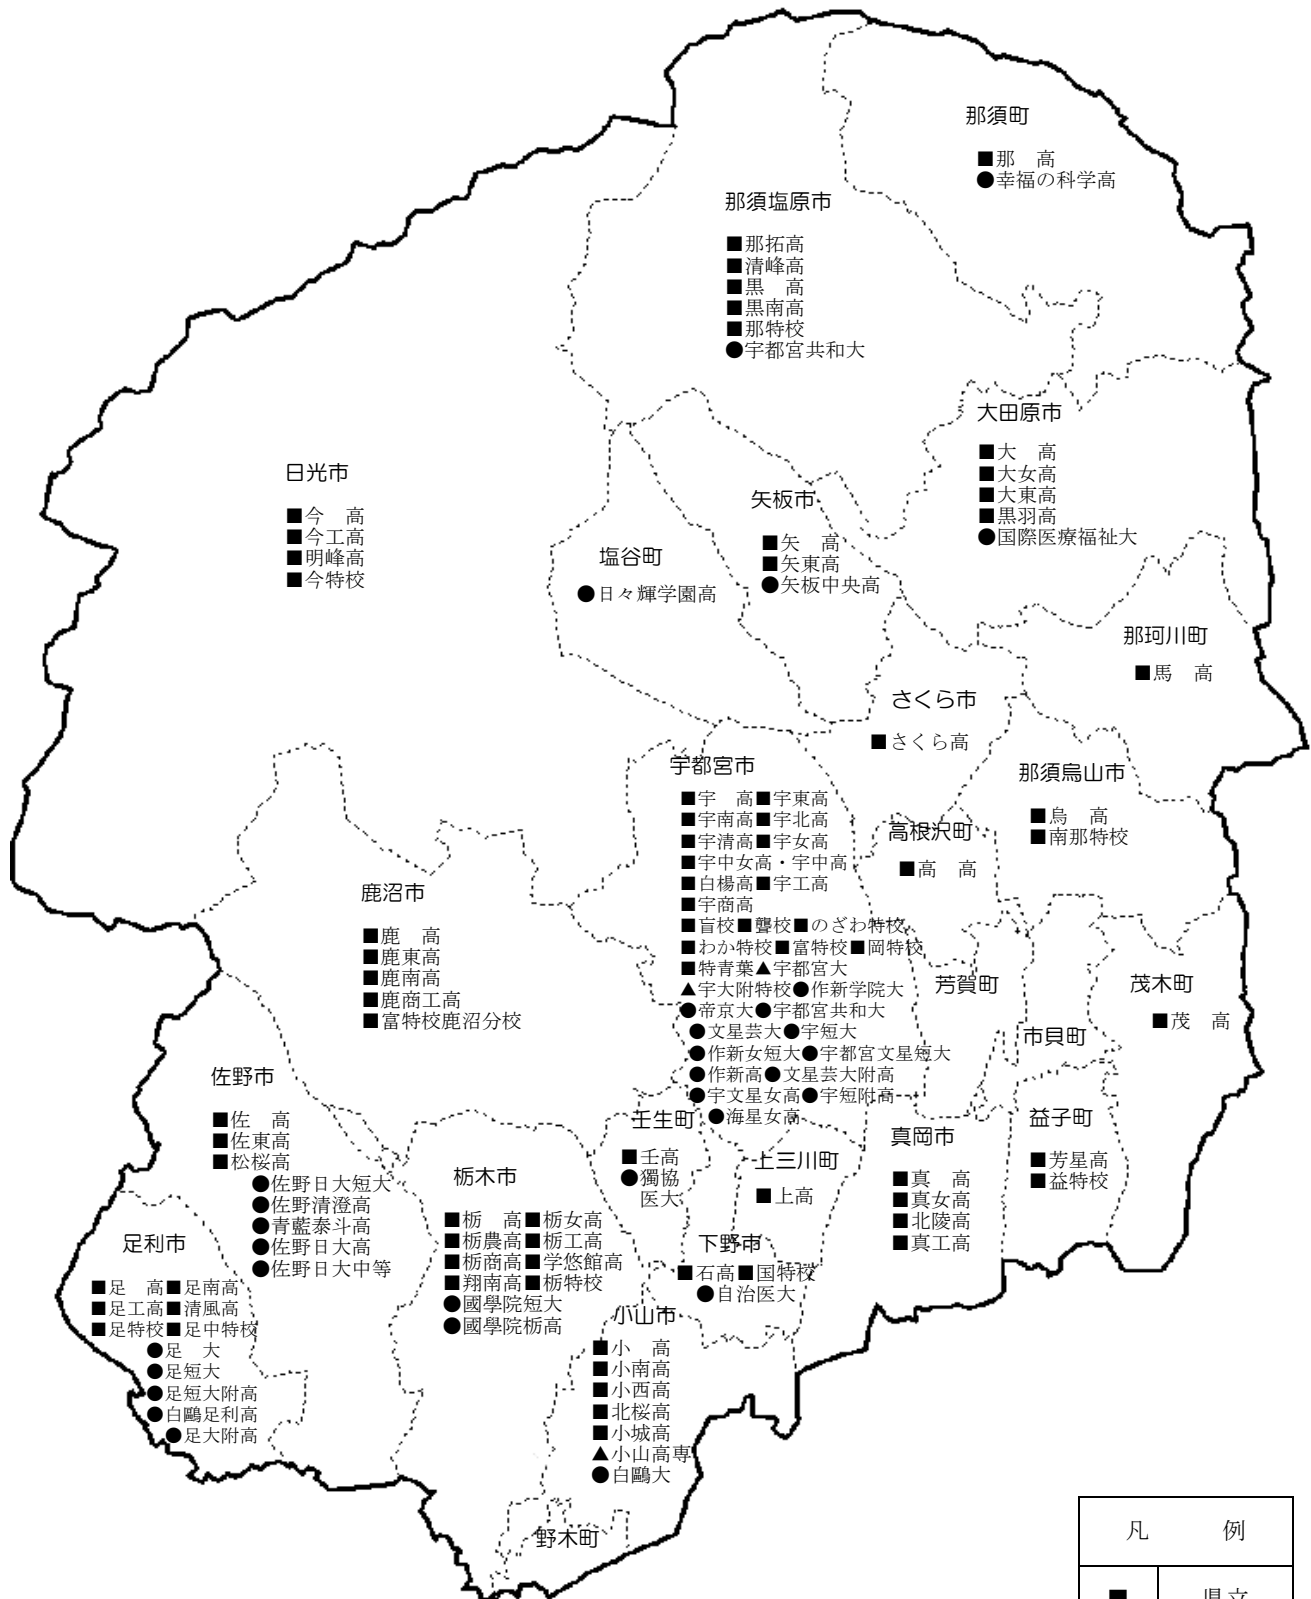 那須町
■那　高
●幸福の科学高
那須塩原市
■那拓高
■清峰高
■黒　高
■黒南高
■那特校
●宇都宮共和大
大田原市
■大　高
■大女高
■大東高
■黒羽高
●国際医療福祉大
日光市
■今　高
■今工高
■明峰高
■今特校
矢板市
■矢　高
■矢東高
●矢板中央高
塩谷町
●日々輝学園高
那珂川町
■馬　高
さくら市
■さくら高
宇都宮市
■宇　高■宇東高
■宇南高■宇北高
■宇清高■宇女高
■宇中女高・宇中高
■白楊高■宇工高
■宇商高
■盲校■聾校■のざわ特校
■わか特校■富特校■岡特校
■特青葉▲宇都宮大
▲宇大附特校●作新学院大
●帝京大●宇都宮共和大
●文星芸大●宇短大
●作新女短大●宇都宮文星短大
●作新高●文星芸大附高
●宇文星女高●宇短附高
●海星女高
那須烏山市
■烏　高
■南那特校
高根沢町
■高　高
鹿沼市
■鹿　高
■鹿東高
■鹿南高
■鹿商工高
■富特校鹿沼分校
芳賀町
茂木町
■茂　高
市貝町
佐野市
■佐　高
■佐東高
■松桜高
●佐野日大短大
●佐野清澄高
●青藍泰斗高
●佐野日大高
●佐野日大中等
壬生町
■壬高
●獨協
医大
上三川町
■上高
真岡市
■真　高
■真女高
■北陵高
■真工高
益子町
■芳星高
■益特校
栃木市
■栃　高■栃女高
■栃農高■栃工高
■栃商高■学悠館高
■翔南高■栃特校
●國學院短大
●國學院栃高
足利市
■足　高■足南高
■足工高■清風高
■足特校■足中特校
●足　大
●足短大
●足短大附高
●白鷗足利高
●足大附高
下野市
■石高■国特校
●自治医大
小山市
■小　高
■小南高
■小西高
■北桜高
■小城高
▲小山高専
●白鷗大
野木町
凡　例
■　県立